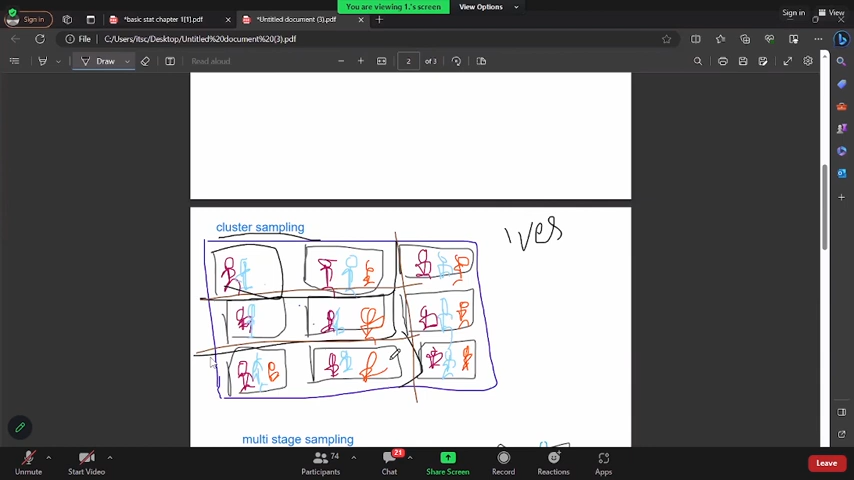 You are viewing 1.'s screen
View Options
Sign in
*basic stat chapter 1[1].pdf
*Untitled document (3).pdf
Sign in
View
File
C:/Users/itsc/Desktop/Untitled%20document%20(3).pdf
Draw
Read aloud
2
of 3
cluster sampling
multi stage sampling
Unmute
Start Video
74
Participants
21
Chat
Share Screen
Record
Reactions
Apps
Leave